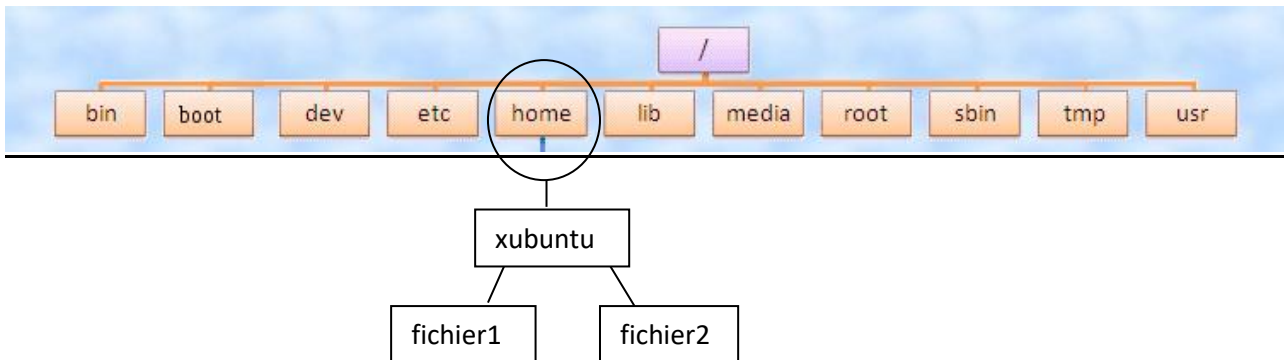 /
bin boot dev etc home lib media root sbin tmp usr
xubuntu
fichier1 fichier2